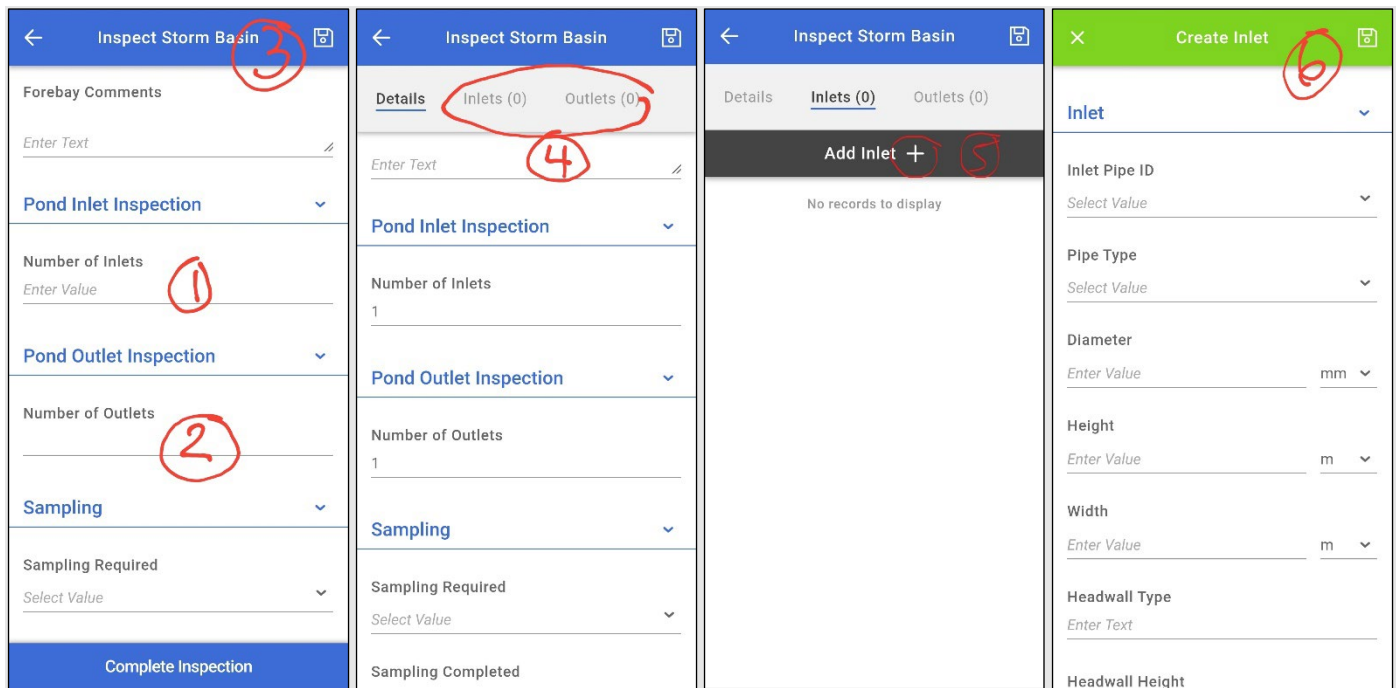 Inspect Storm Basin
3
Forebay Comments
Enter Text
Pond Inlet Inspection
Number of Inlets
Enter Value
1
Pond Outlet Inspection
Number of Outlets
2
Sampling
Sampling Required
Select Value
Complete Inspection
Inspect Storm Basin
Details Inlets (0) Outlets (0)
4
Enter Text
Pond Inlet Inspection
Number of Inlets
1
Pond Outlet Inspection
Number of Outlets
1
Sampling
Sampling Required
Select Value
Sampling Completed
Inspect Storm Basin
Details Inlets (0) Outlets (0)
Add Inlet + 5
No records to display
Create Inlet
6
Inlet
Inlet Pipe ID
Select Value
Pipe Type
Select Value
Diameter
Enter Value mm
Height
Enter Value m
Width
Enter Value m
Headwall Type
Enter Text
Headwall Height